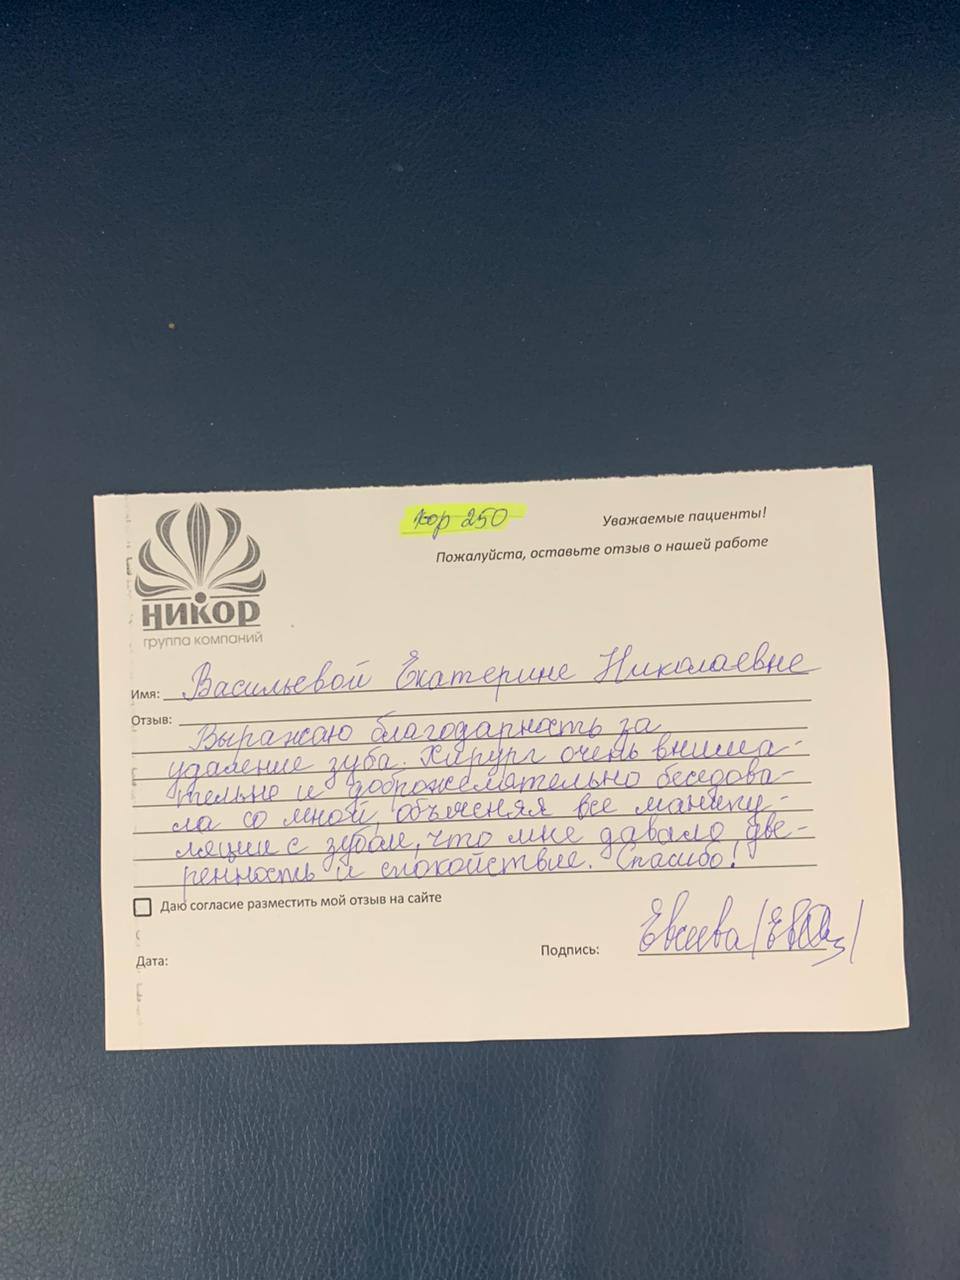 кор 250
Уважаемые пациенты!
Пожалуйста, оставьте отзыв о нашей работе
НИКОР
группа компаний
Имя: Васильевой Екатерине Николаевне
Отзыв:
Выражаю благодарность за
удаление зуба. Хирург очень внима-
тельно и доброжелательно беседова-
ла со мной, объясняя все манипу-
ляции с зубом, что мне давало уве-
ренность и спокойствие. Спасибо!
Даю согласие разместить мой отзыв на сайте
Подпись: Евсеева
Дата: